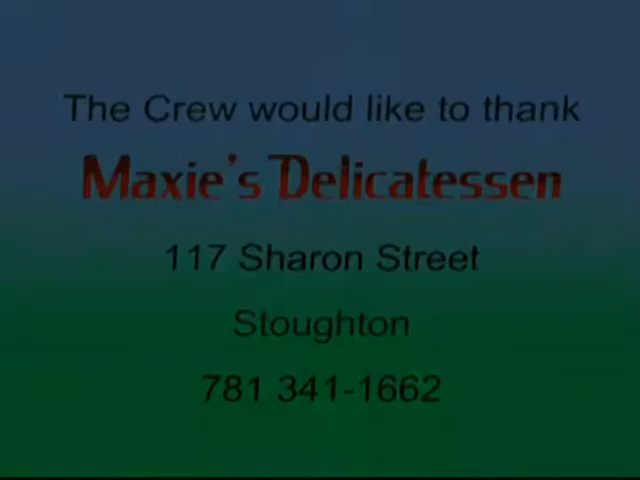 The Crew would like to thank
Maxie's Delicatessen
117 Sharon Street
Stoughton
781 341-1662